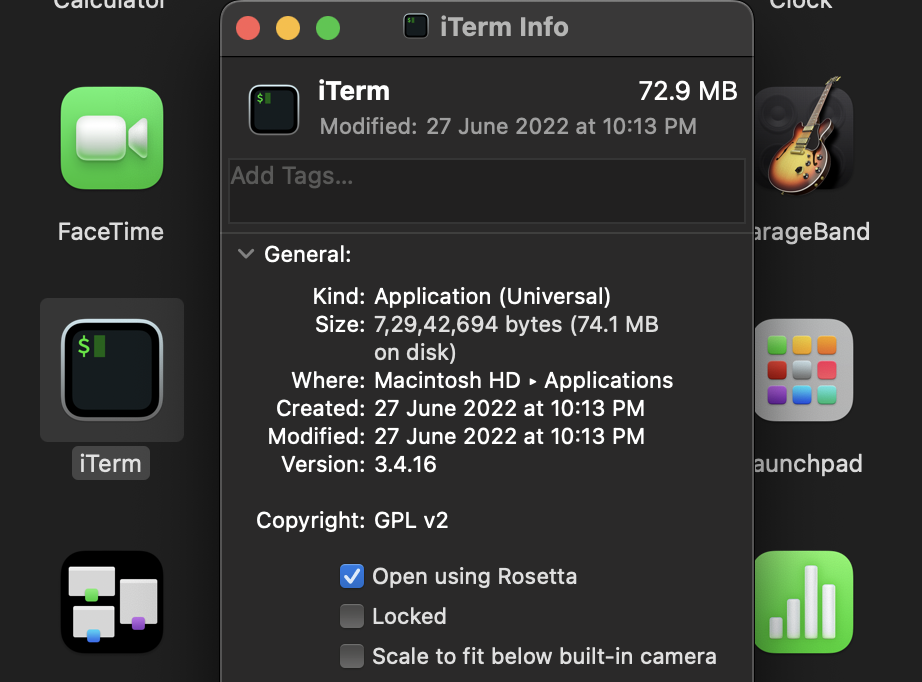 Calculator
Clock
iTerm Info
iTerm
72.9 MB
Modified: 27 June 2022 at 10:13 PM
Add Tags...
FaceTime
arageBand
General:
Kind: Application (Universal)
Size: 7,29,42,694 bytes (74.1 MB
on disk)
Where: Macintosh HD ▸ Applications
Created: 27 June 2022 at 10:13 PM
Modified: 27 June 2022 at 10:13 PM
Version: 3.4.16
iTerm
aunchpad
Copyright: GPL v2
Open using Rosetta
Locked
Scale to fit below built-in camera
$
$